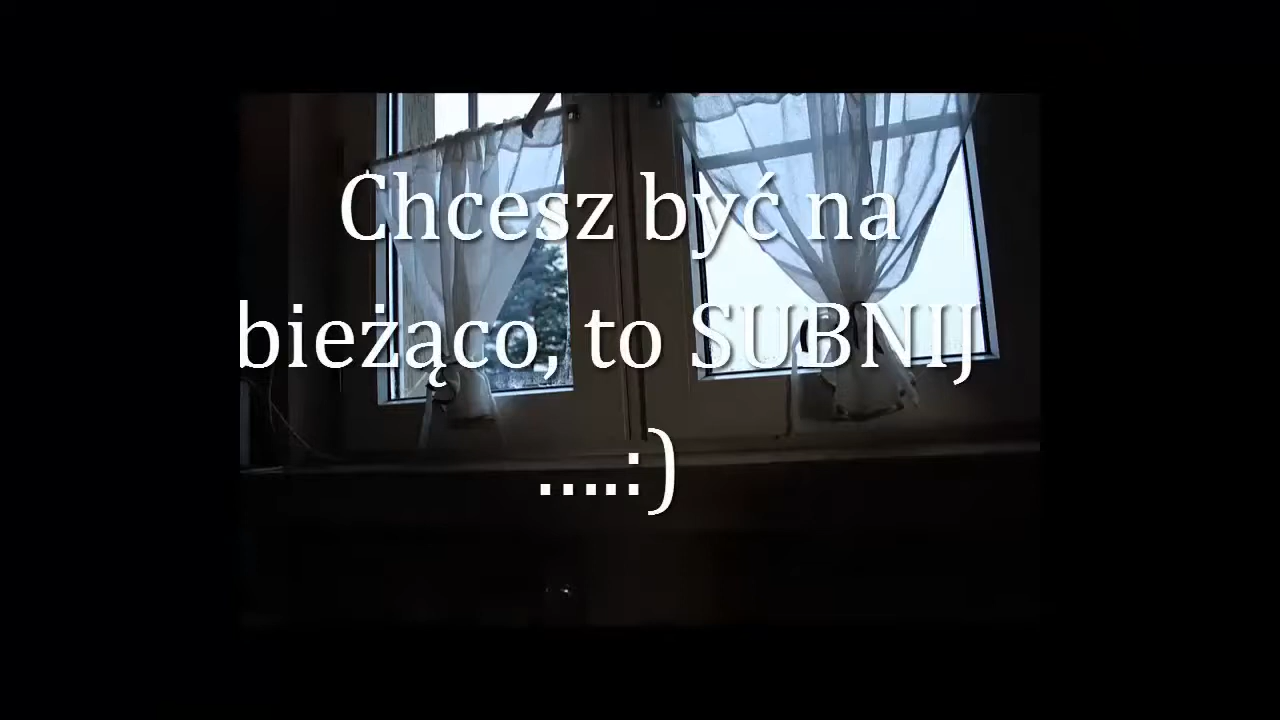 Chcesz być na
bieżąco, to SUBNIJ
....:)